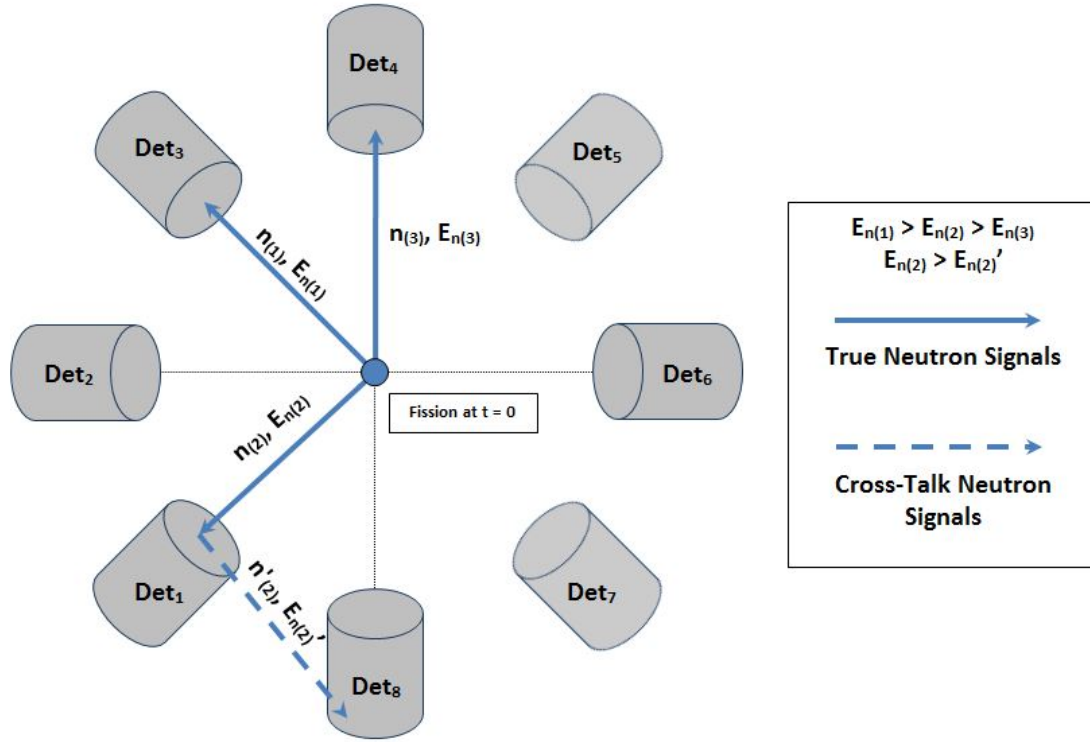 Det₄
Det₃
Det₅
n₍₃₎, Eₙ₍₃₎
n₍₁₎, Eₙ₍₁₎
Det₂
Det₆
Fission at t = 0
n₍₂₎, Eₙ₍₂₎
Det₁
n'₍₂₎, Eₙ₍₂₎'
Det₇
Det₈
Eₙ₍₁₎ > Eₙ₍₂₎ > Eₙ₍₃₎
Eₙ₍₂₎ > Eₙ₍₂₎'
True Neutron Signals
Cross-Talk Neutron
Signals